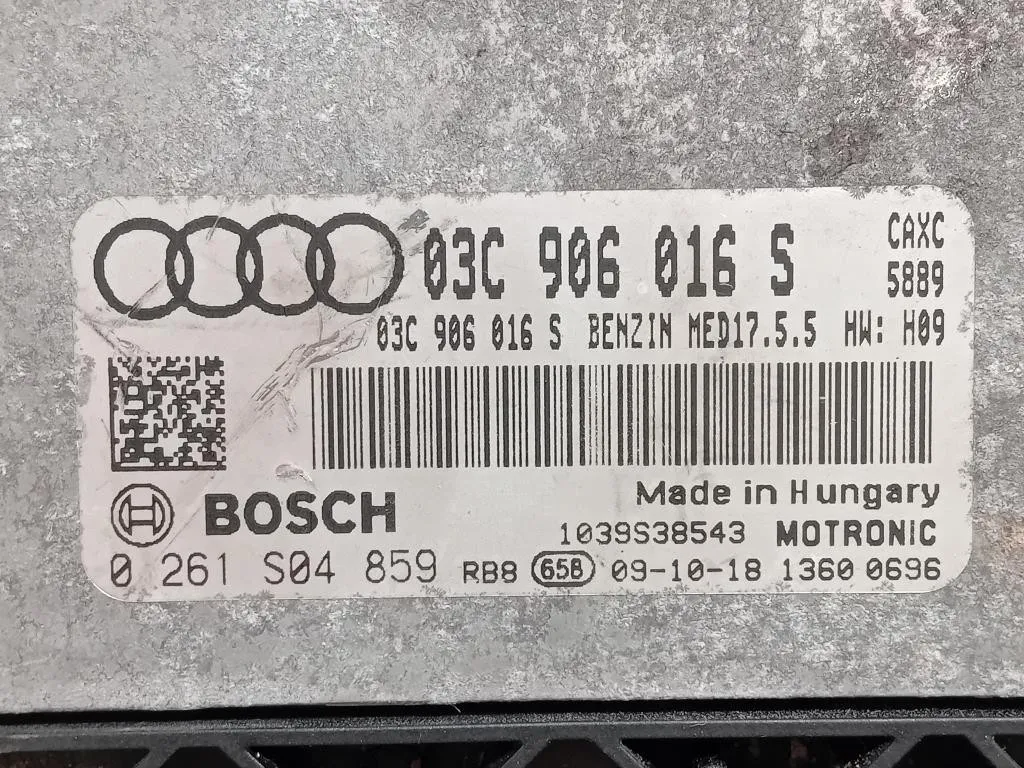 03C 906 016 S
CAXC
5889
03C 906 016 S BENZIN MED17.5.5 HW: H09
BOSCH
Made in Hungary
1039S38543 MOTRONIC
0 261 S04 859 RB8 658 09-10-18 1360 0696